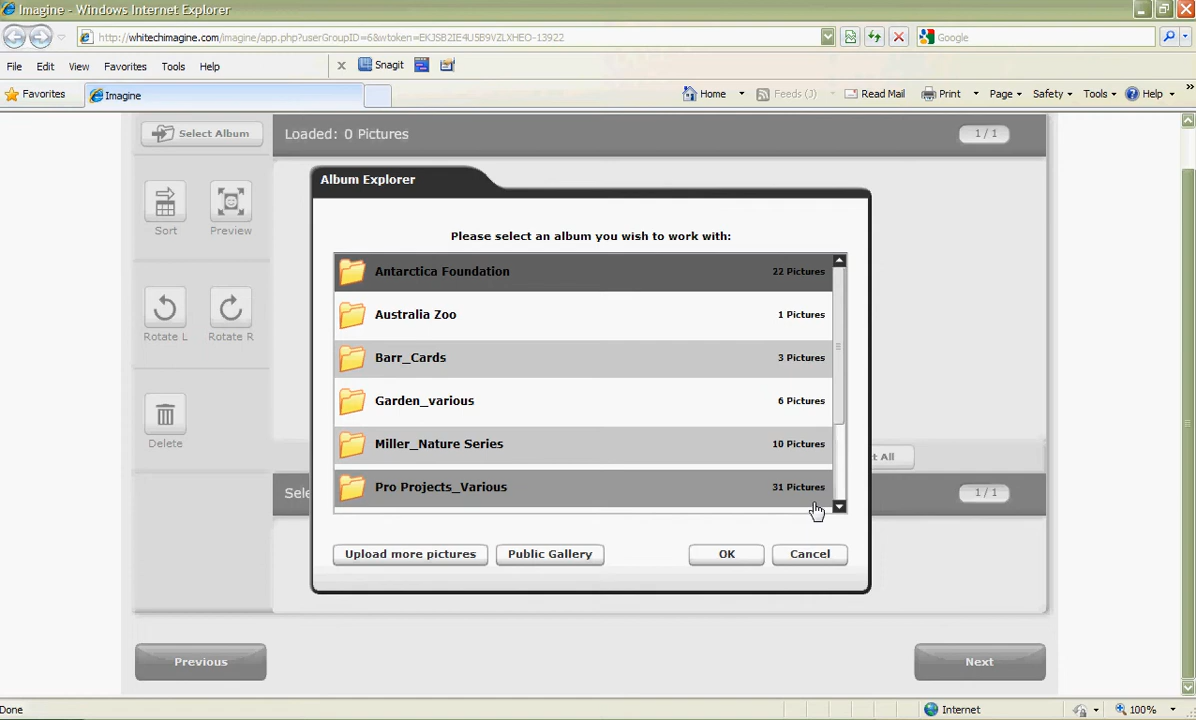 Imagine - Windows Internet Explorer
http://whitechimagine.com/imagine/app.php?userGroupID=6&wtoken=EKJSB2IE4U5B9VZLXHEO-13922
Google
File Edit View Favorites Tools Help
x Snagit
Favorites Imagine Home Feeds (J) Read Mail Print Page Safety Tools Help
Select Album Loaded: 0 Pictures 1 / 1
Album Explorer
Sort Preview
Please select an album you wish to work with:
Antarctica Foundation 22 Pictures
Australia Zoo 1 Pictures
Rotate L Rotate R
Barr_Cards 3 Pictures
Garden_various 6 Pictures
Delete
Miller_Nature Series 10 Pictures
t All
Pro Projects_Various 31 Pictures
Sele 1 / 1
Upload more pictures Public Gallery OK Cancel
Previous Next
Done Internet 100%